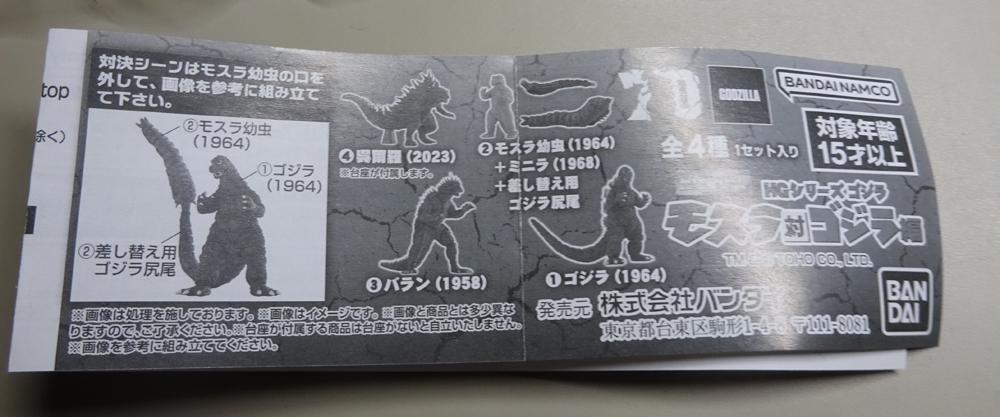 top
除く)
対決シーンはモスラ幼虫の口を
外して、画像を参考に組み立て
て下さい。
②モスラ幼虫
(1964)
①ゴジラ
(1964)
②差し替え用
ゴジラ尻尾
※画像は処理を施しております。※画像はイメージです。※画像と商品とは多少異な
りますので、ご了承ください。※台座が付属する商品は台座がないと自立いたしません。
※画像を参考に組み立ててください。
④呉爾羅(2023)
※台座が付属します。
②モスラ幼虫(1964)
+ミニラ(1968)
+差し替え用
ゴジラ尻尾
③バラン(1958)
①ゴジラ(1964)
70
GODZILLA
BANDAI NAMCO
全4種 1セット入り
対象年齢
15才以上
HGシリーズ ゴジラ
モスラ対ゴジラ編
TOHO CO., LTD.
発売元 株式会社バンダイ
東京都台東区駒形1-4-8 〒111-8081
BAN
DAI